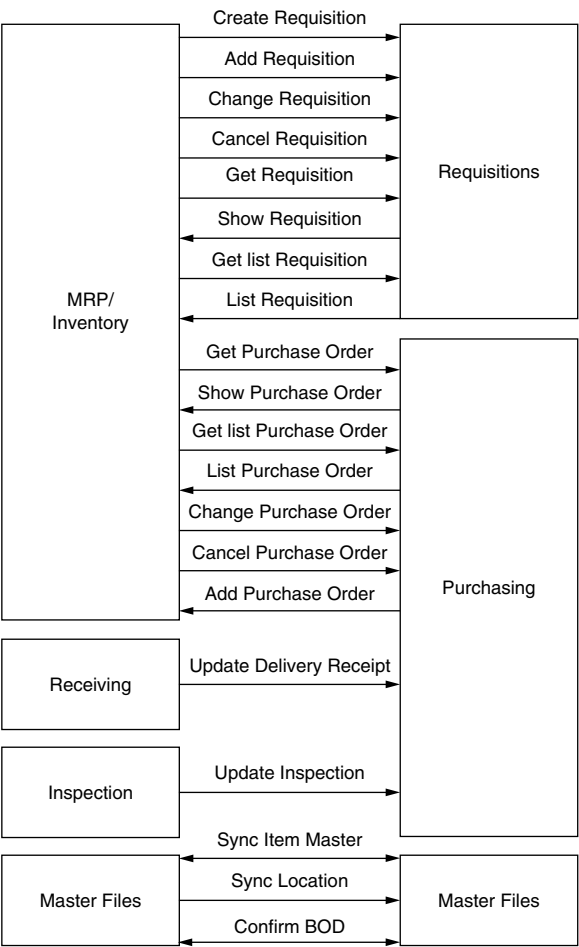 Create Requisition
Add Requisition
Change Requisition
Cancel Requisition
Get Requisition
Requisitions
Show Requisition
Get list Requisition
List Requisition
MRP/
Inventory
Get Purchase Order
Show Purchase Order
Get list Purchase Order
List Purchase Order
Change Purchase Order
Cancel Purchase Order
Add Purchase Order
Purchasing
Update Delivery Receipt
Receiving
Update Inspection
Inspection
Sync Item Master
Sync Location
Master Files
Master Files
Confirm BOD